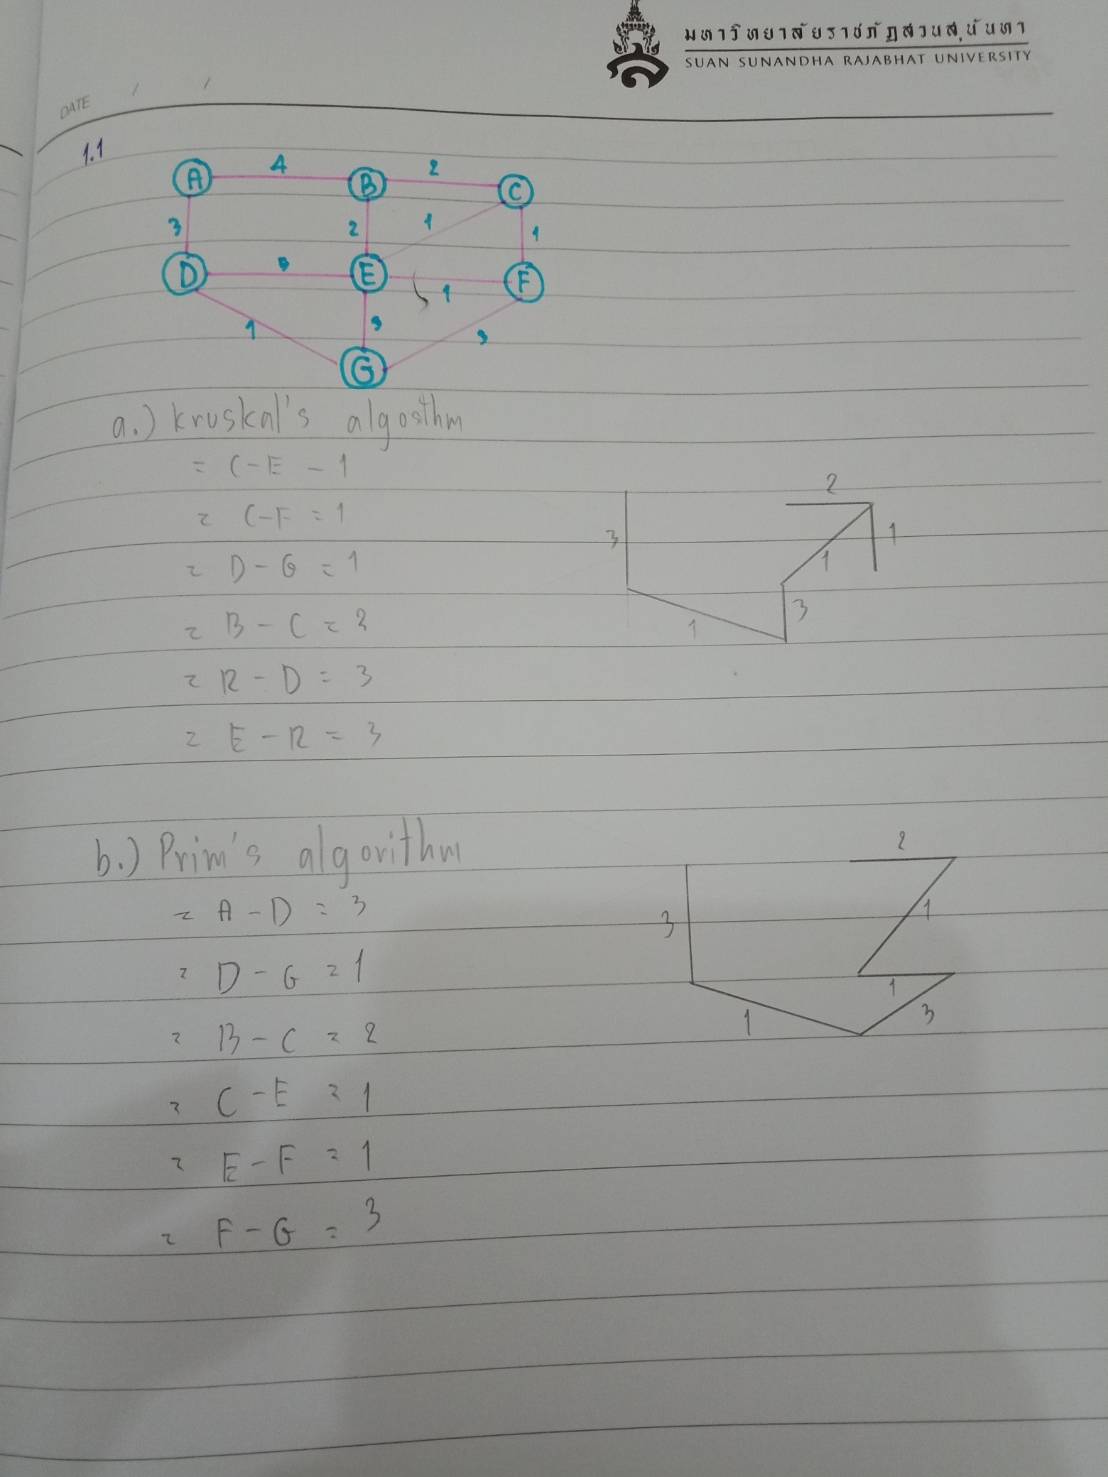 มหาวิทยาลัยราชภัฏสวนสุนันทา
SUAN SUNANDHA RAJABHAT UNIVERSITY
DATE / /
1.1
A 4 B 2 C
3 2 1 1
D E 1 F
1 3 3
G
a.) Kruskal's algosthm
= C-E - 1
= C-F = 1
= D-G = 1
= B-C = 2
= R-D = 3
= E-R = 3
2
3 1 1
1 3
b.) Prim's algorithm
= A-D = 3
= D-G = 1
= B-C = 2
= C-E = 1
= E-F = 1
= F-G = 3
2
3 1
1 1 3